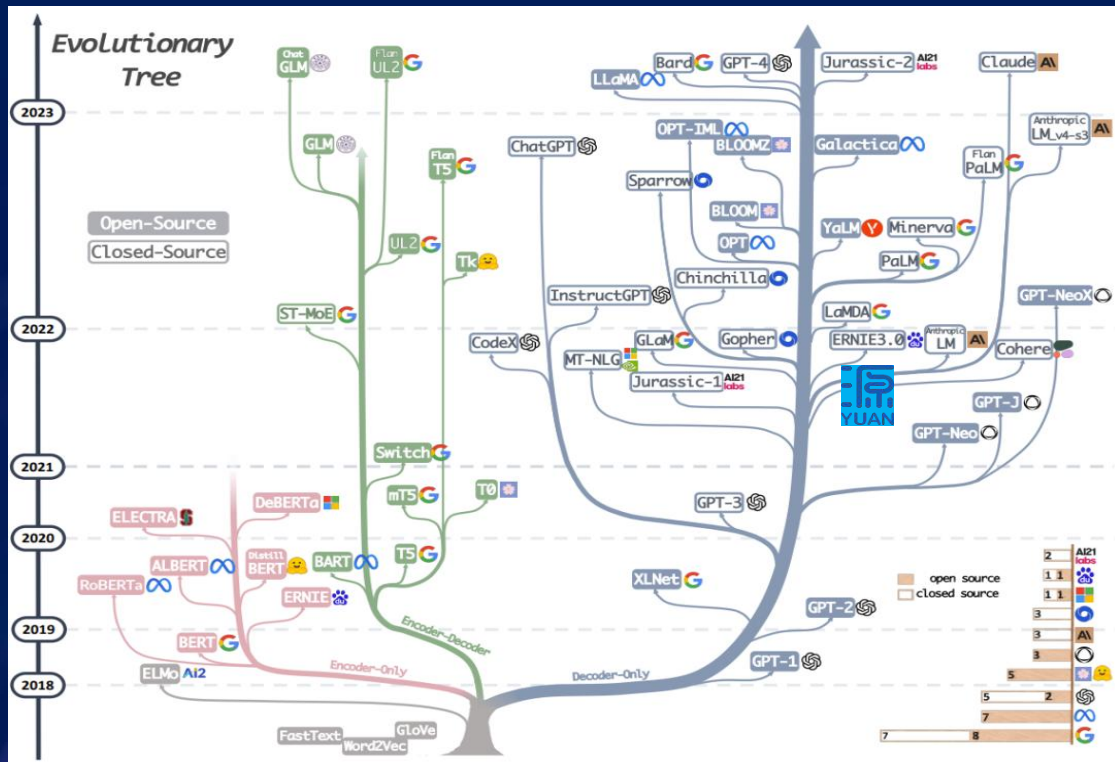 Evolutionary
Tree
2023
2022
2021
2020
2019
2018
Open-Source
Closed-Source
Chat
GLM
Flan
UL2
GLM
Flan
T5
UL2
Tk
ST-MoE
Switch
mT5
T0
DeBERTa
ELECTRA
ALBERT
Distill
BERT
BART
T5
RoBERTa
ERNIE
BERT
ELMo
AI2
Encoder-Only
Encoder-Decoder
Decoder-Only
FastText
Word2Vec
GloVe
Bard
GPT-4
Jurassic-2
AI21
labs
Claude
A\
LLaMA
OPT-IML
BLOOMZ
Galactica
Anthropic
LM_v4-s3
A\
ChatGPT
Flan
PaLM
Sparrow
BLOOM
OPT
YaLM
Y
Minerva
PaLM
Chinchilla
InstructGPT
GPT-NeoX
LaMDA
CodeX
GLaM
Gopher
ERNIE3.0
du
Anthropic
LM
A\
Cohere
MT-NLG
Jurassic-1
AI21
labs
源
YUAN
GPT-J
GPT-Neo
GPT-3
XLNet
GPT-2
GPT-1
open source
closed source
2
AI21
labs
1 1
du
1 1
3
3
A\
3
5
5 2
7
7 8